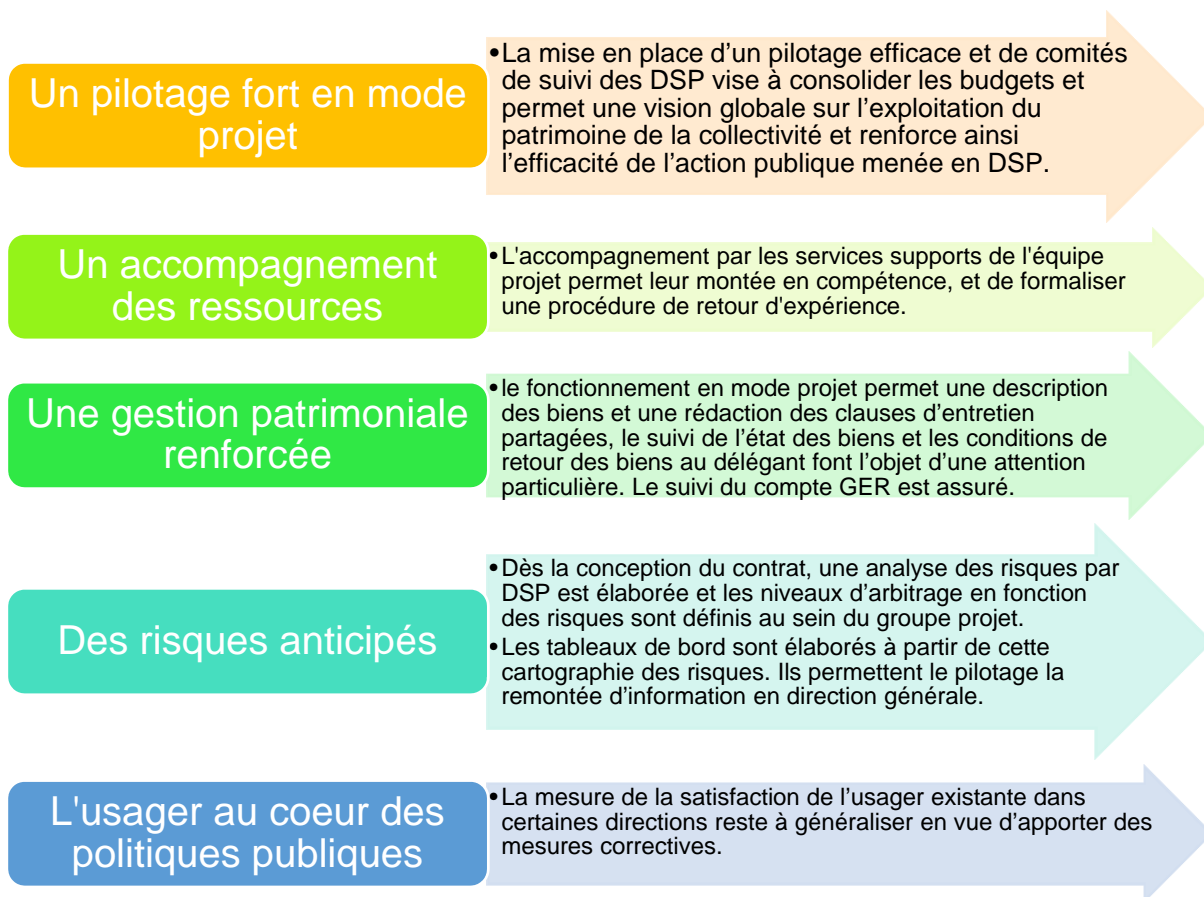 Un pilotage fort en mode
projet
•La mise en place d’un pilotage efficace et de comités
de suivi des DSP vise à consolider les budgets et
permet une vision globale sur l’exploitation du
patrimoine de la collectivité et renforce ainsi
l’efficacité de l’action publique menée en DSP.
Un accompagnement
des ressources
•L'accompagnement par les services supports de l'équipe
projet permet leur montée en compétence, et de formaliser
une procédure de retour d'expérience.
Une gestion patrimoniale
renforcée
•le fonctionnement en mode projet permet une description
des biens et une rédaction des clauses d’entretien
partagées, le suivi de l’état des biens et les conditions de
retour des biens au délégant font l’objet d’une attention
particulière. Le suivi du compte GER est assuré.
Des risques anticipés
•Dès la conception du contrat, une analyse des risques par
DSP est élaborée et les niveaux d’arbitrage en fonction
des risques sont définis au sein du groupe projet.
•Les tableaux de bord sont élaborés à partir de cette
cartographie des risques. Ils permettent le pilotage la
remontée d’information en direction générale.
L'usager au coeur des
politiques publiques
•La mesure de la satisfaction de l’usager existante dans
certaines directions reste à généraliser en vue d’apporter des
mesures correctives.